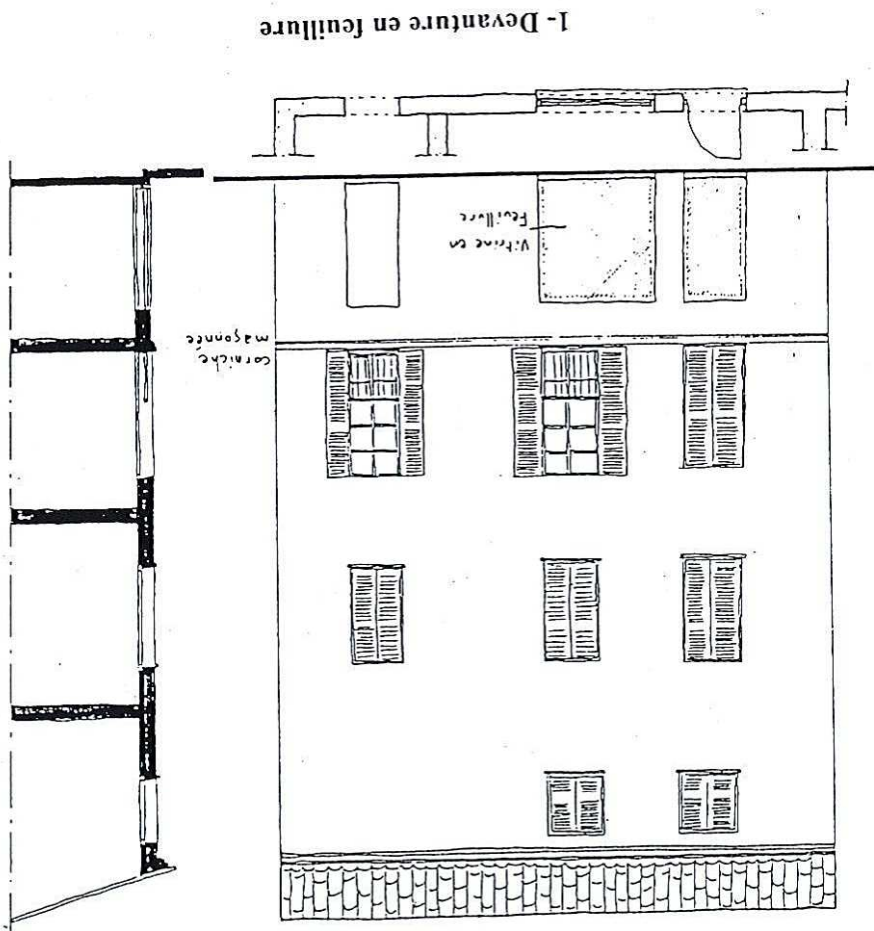 corniche
maçonnée
Vitrine en
Feuillure
1- Devanture en feuillure